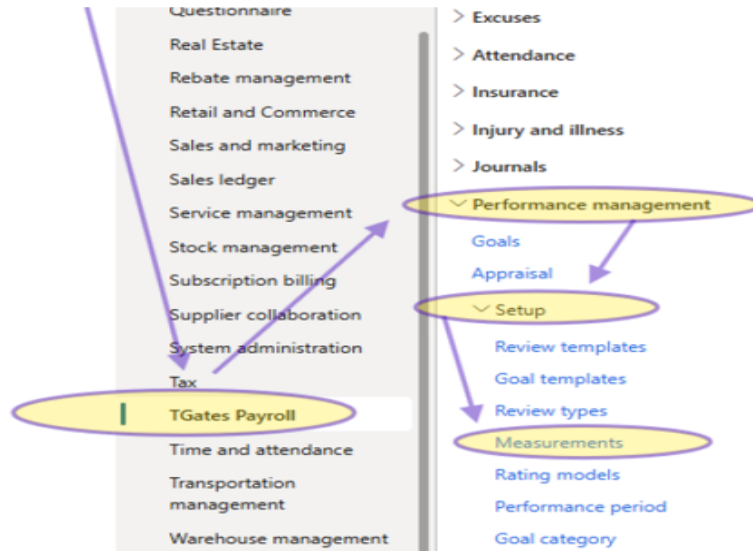 Questionnaire
Real Estate
Rebate management
Retail and Commerce
Sales and marketing
Sales ledger
Service management
Stock management
Subscription billing
Supplier collaboration
System administration
Tax
TGates Payroll
Time and attendance
Transportation
management
Warehouse management
Excuses
Attendance
Insurance
Injury and illness
Journals
Performance management
Goals
Appraisal
Setup
Review templates
Goal templates
Review types
Measurements
Rating models
Performance period
Goal category